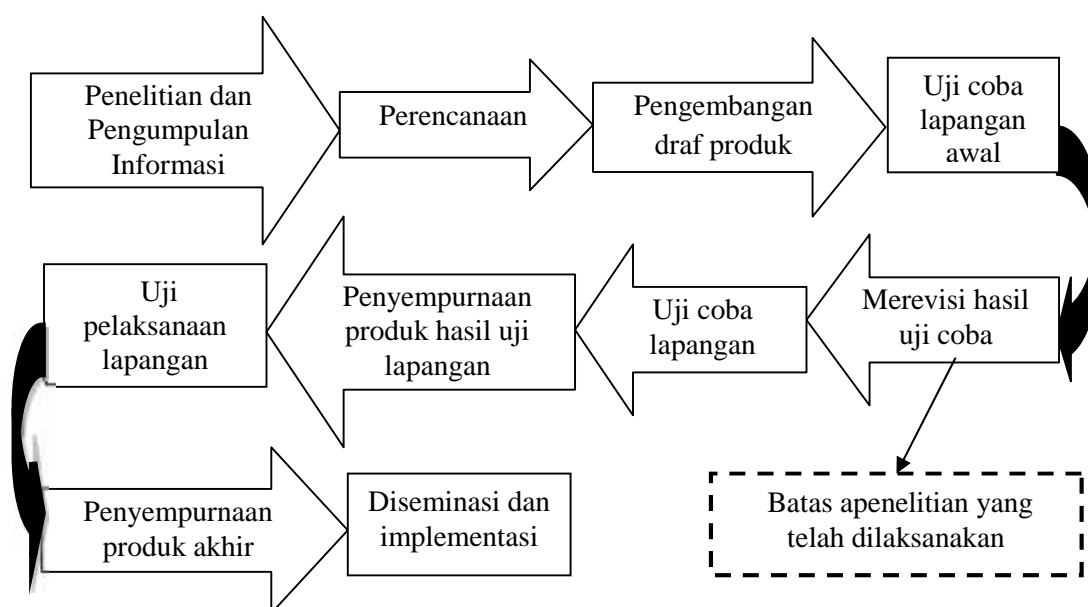 Penelitian dan
Pengumpulan
Informasi
Perencanaan
Pengembangan
draf produk
Uji coba
lapangan
awal
Merevisi hasil
uji coba
Uji coba
lapangan
Penyempurnaan
produk hasil uji
lapangan
Uji
pelaksanaan
lapangan
Penyempurnaan
produk akhir
Diseminasi dan
implementasi
Batas apenelitian yang
telah dilaksanakan